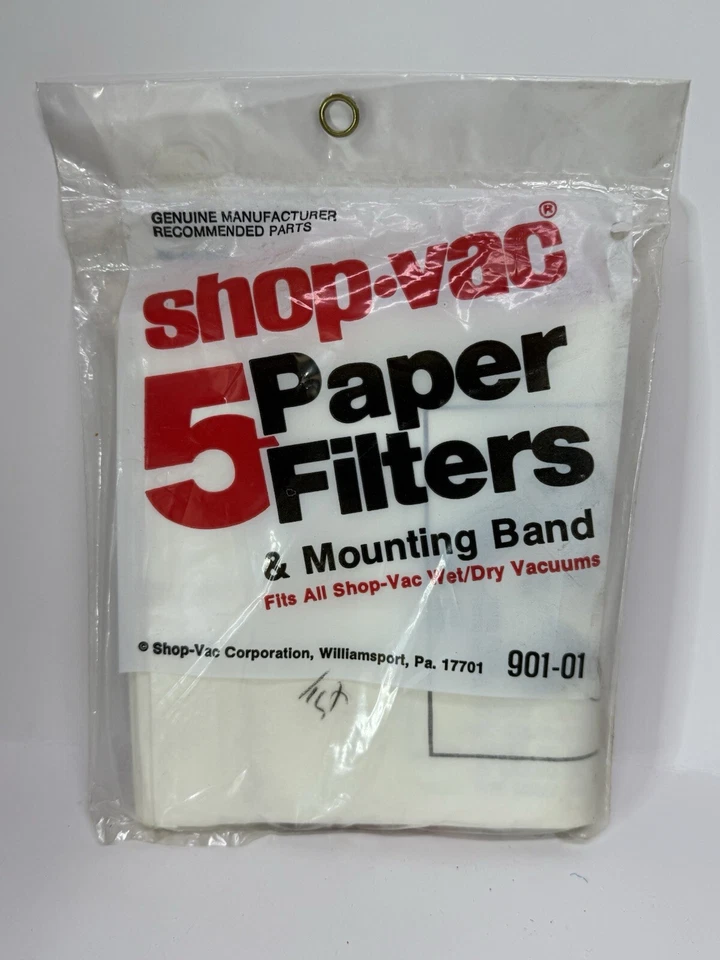 GENUINE MANUFACTURER
RECOMMENDED PARTS
shop·vac®
5 Paper
Filters
& Mounting Band
Fits All Shop-Vac Wet/Dry Vacuums
© Shop-Vac Corporation, Williamsport, Pa. 17701 901-01